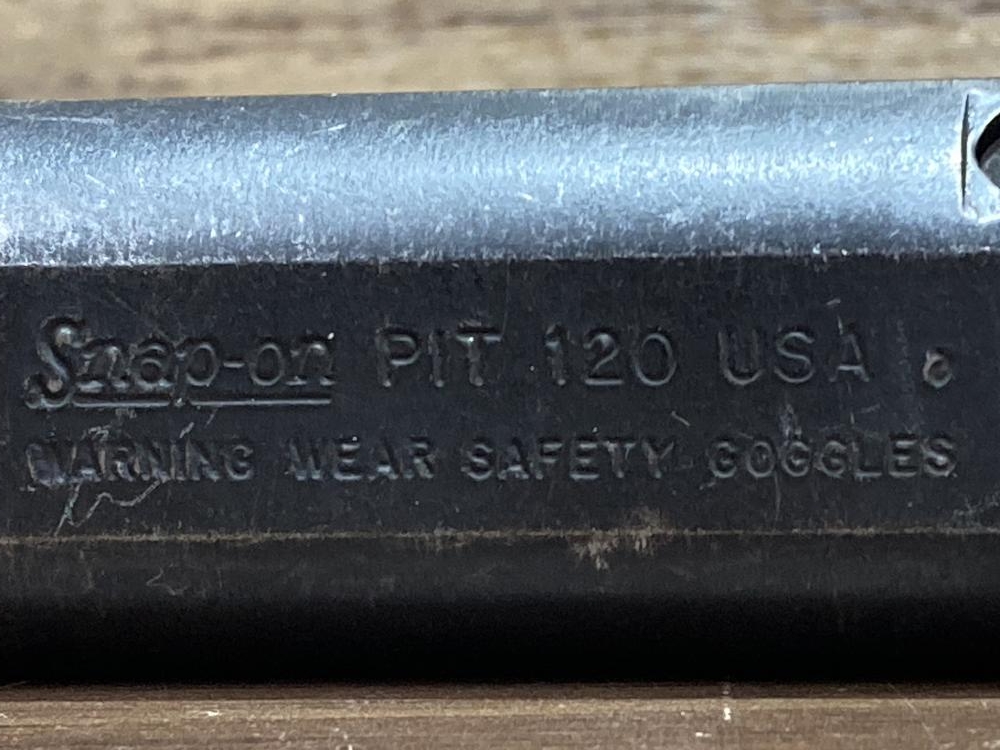 Snap-on PIT 120 USA
WARNING WEAR SAFETY GOGGLES